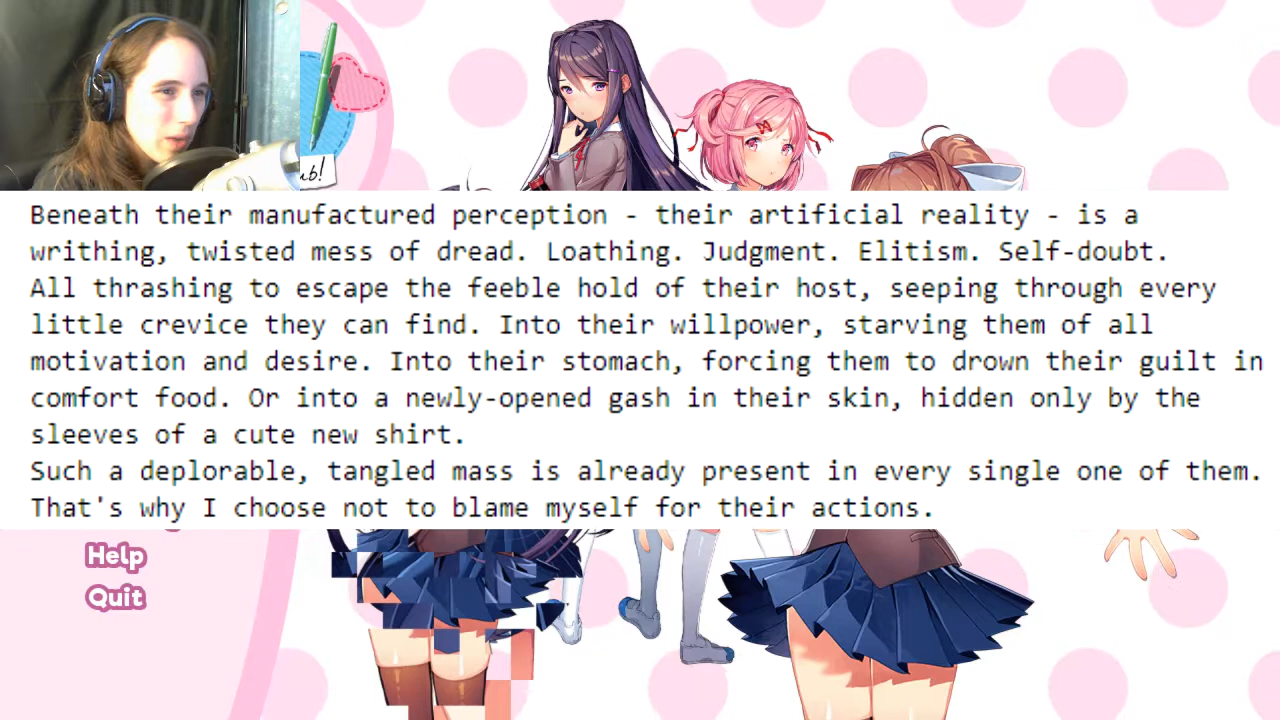 ub!
Beneath their manufactured perception - their artificial reality - is a
writhing, twisted mess of dread. Loathing. Judgment. Elitism. Self-doubt.
All thrashing to escape the feeble hold of their host, seeping through every
little crevice they can find. Into their willpower, starving them of all
motivation and desire. Into their stomach, forcing them to drown their guilt in
comfort food. Or into a newly-opened gash in their skin, hidden only by the
sleeves of a cute new shirt.
Such a deplorable, tangled mass is already present in every single one of them.
That's why I choose not to blame myself for their actions.
Help
Quit